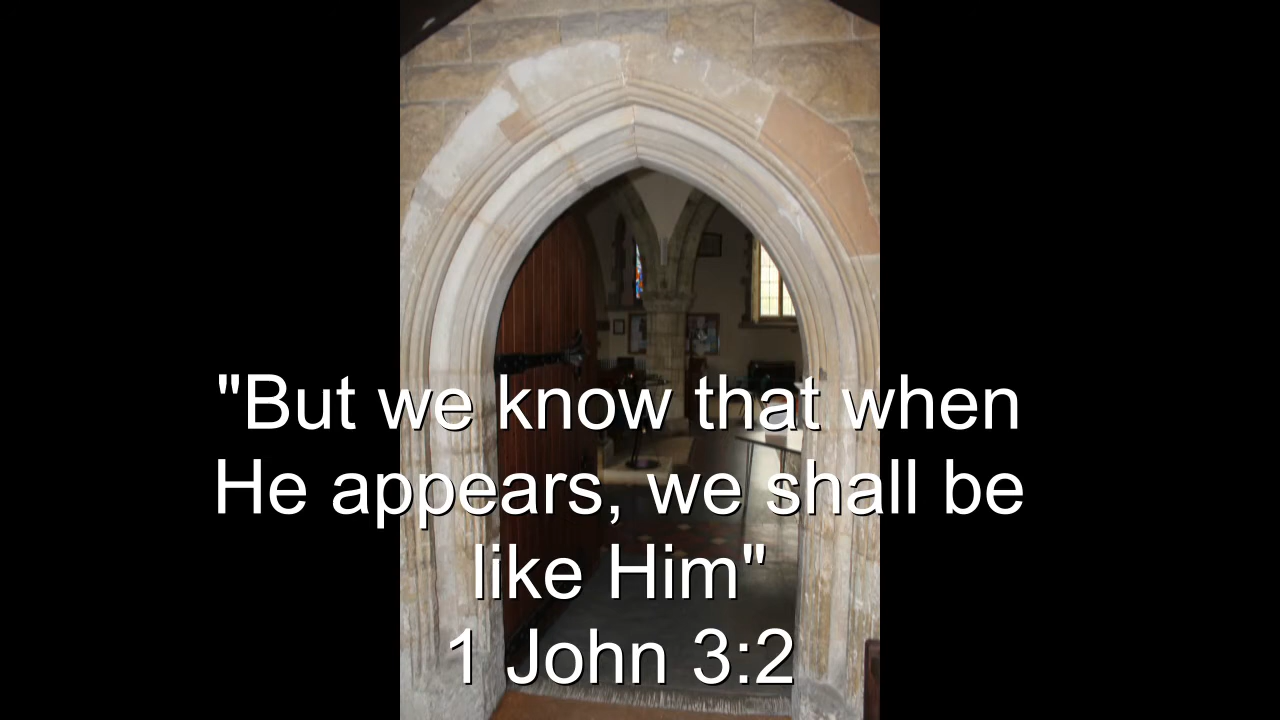 "But we know that when
He appears, we shall be
like Him"
1 John 3:2